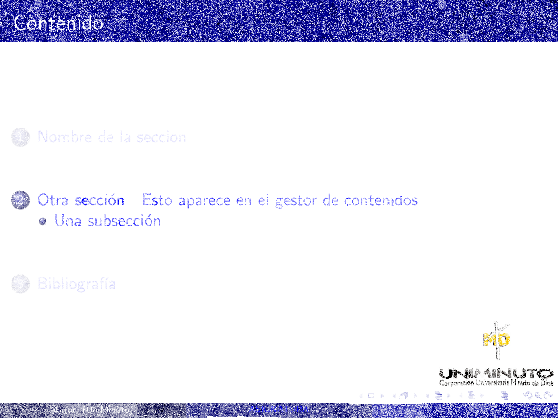 Contenido
1 Nombre de la sección
2 Otra sección Esto aparece en el gestor de contenidos
Una subsección
3 Bibliografía
MD
UNIMINUTO
Corporación Universitaria Minuto de Dios